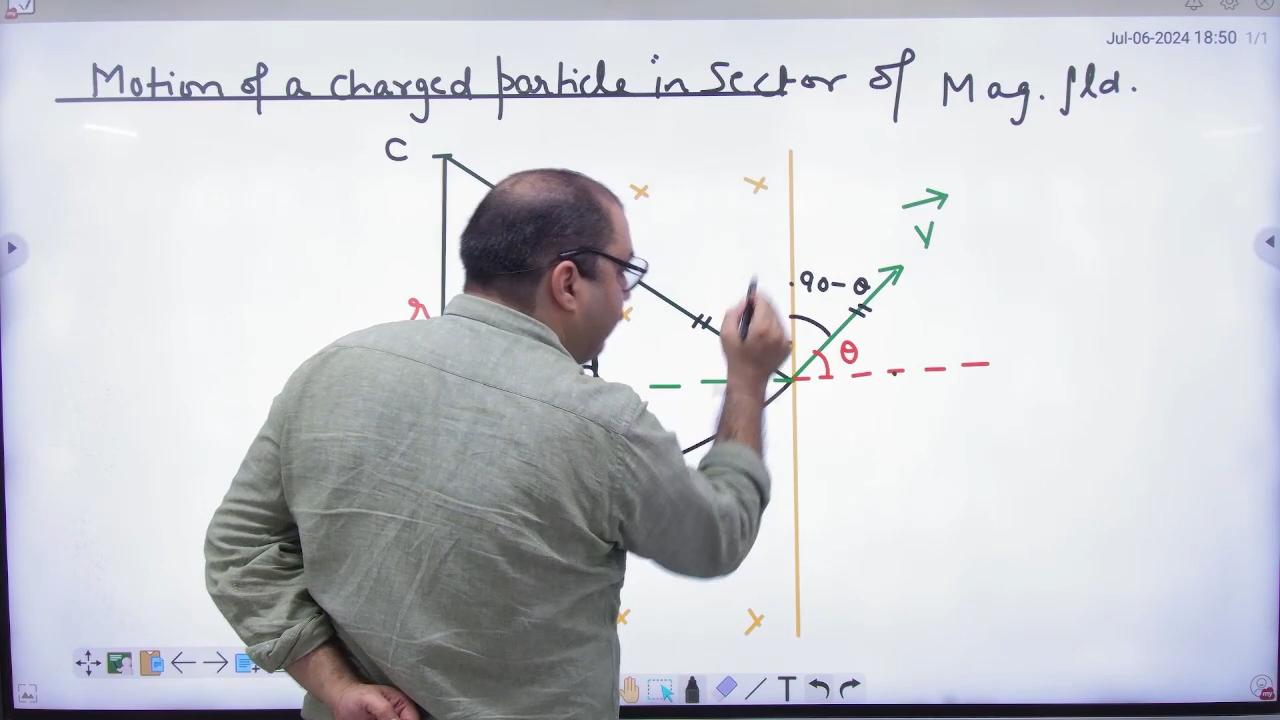 Jul-06-2024 18:50 1/1
Motion of a charged particle in Sector of Mag. fld.
C
V
90-θ
θ
r
T